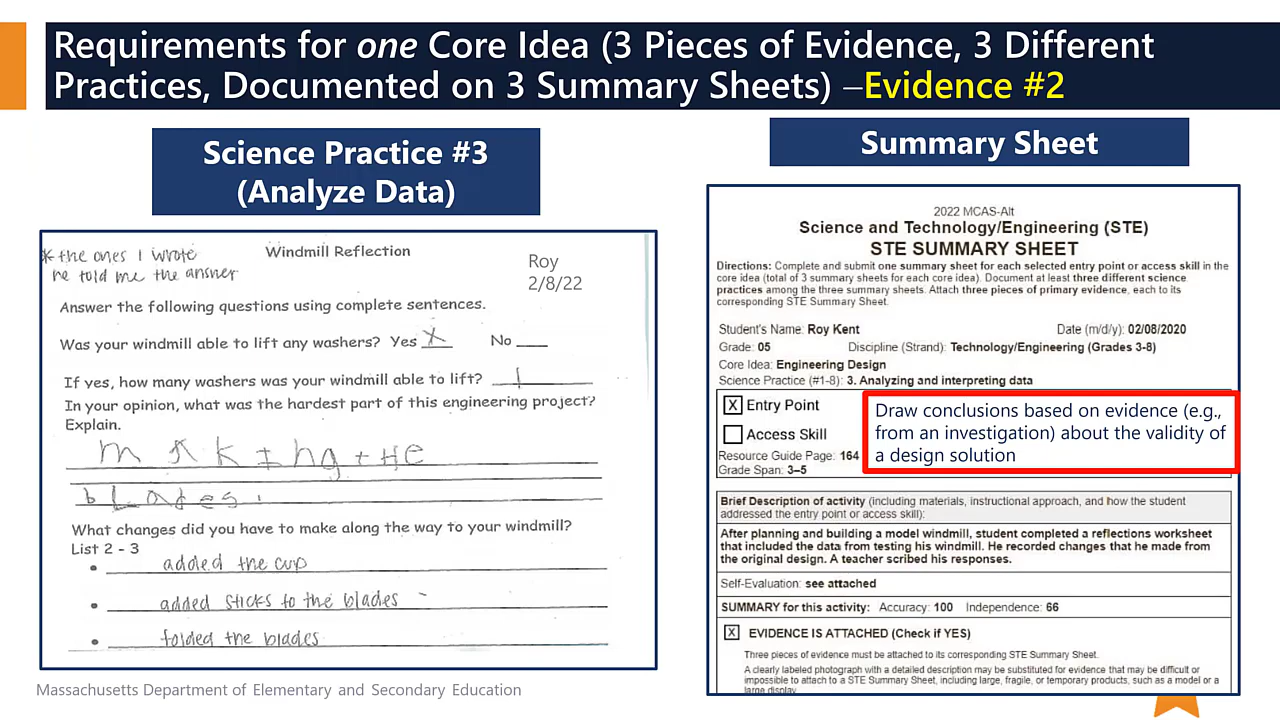 Requirements for one Core Idea (3 Pieces of Evidence, 3 Different
Practices, Documented on 3 Summary Sheets) –Evidence #2
Science Practice #3
(Analyze Data)
* the ones I wrote
he told me the answer
Windmill Reflection
Roy
2/8/22
Answer the following questions using complete sentences.
Was your windmill able to lift any washers? Yes X No ___
If yes, how many washers was your windmill able to lift? 1
In your opinion, what was the hardest part of this engineering project?
Explain.
mAkIng tHe
bLades.
What changes did you have to make along the way to your windmill?
List 2 - 3
• added the cup
• added sticks to the blades
• folded the blades
Summary Sheet
2022 MCAS-Alt
Science and Technology/Engineering (STE)
STE SUMMARY SHEET
Directions: Complete and submit one summary sheet for each selected entry point or access skill in the
core idea (total of 3 summary sheets for each core idea). Document at least three different science
practices among the three summary sheets. Attach three pieces of primary evidence, each to its
corresponding STE Summary Sheet.
Student's Name: Roy Kent Date (m/d/y): 02/08/2020
Grade: 05 Discipline (Strand): Technology/Engineering (Grades 3-8)
Core Idea: Engineering Design
Science Practice (#1-8): 3. Analyzing and interpreting data
X Entry Point
Access Skill
Resource Guide Page: 164
Grade Span: 3–5
Draw conclusions based on evidence (e.g.,
from an investigation) about the validity of
a design solution
Brief Description of activity (including materials, instructional approach, and how the student
addressed the entry point or access skill):
After planning and building a model windmill, student completed a reflections worksheet
that included the data from testing his windmill. He recorded changes that he made from
the original design. A teacher scribed his responses.
Self-Evaluation: see attached
SUMMARY for this activity: Accuracy: 100 Independence: 66
X EVIDENCE IS ATTACHED (Check if YES)
Three pieces of evidence must be attached to its corresponding STE Summary Sheet.
A clearly labeled photograph with a detailed description may be substituted for evidence that may be difficult or
impossible to attach to a STE Summary Sheet, including large, fragile, or temporary products, such as a model or a
large display.
Massachusetts Department of Elementary and Secondary Education